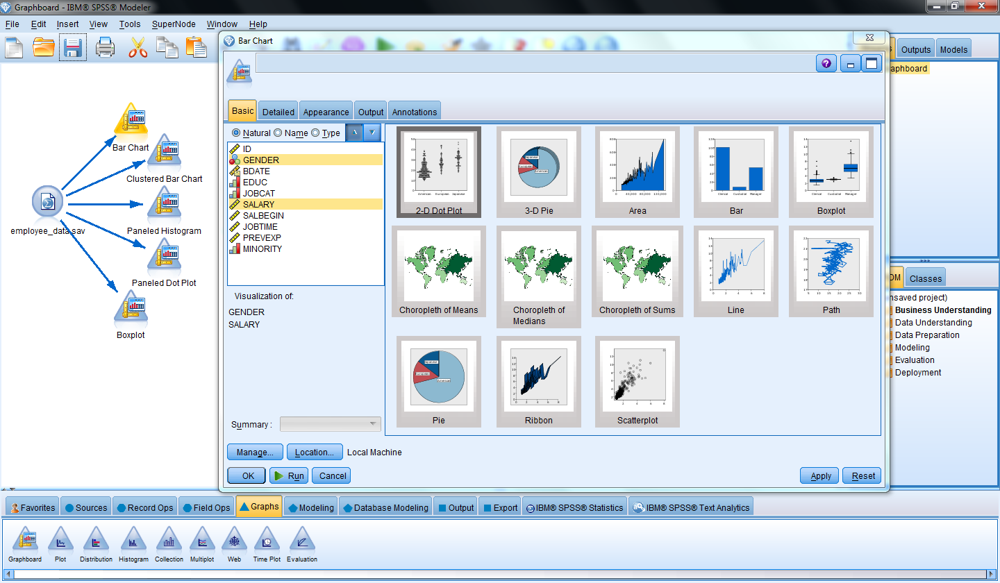 Graphboard - IBM® SPSS® Modeler
File Edit Insert View Tools SuperNode Window Help
Bar Chart
Outputs Models
Basic Detailed Appearance Output Annotations
Natural Name Type
ID
GENDER
BDATE
EDUC
JOBCAT
SALARY
SALBEGIN
JOBTIME
PREVEXP
MINORITY
Visualization of:
GENDER
SALARY
Summary :
2-D Dot Plot
3-D Pie
Area
Bar
Boxplot
Choropleth of Means
Choropleth of
Medians
Choropleth of Sums
Line
Path
Pie
Ribbon
Scatterplot
Manage... Location... Local Machine
OK Run Cancel Apply Reset
Bar Chart
Clustered Bar Chart
employee_data.sav
Paneled Histogram
Paneled Dot Plot
Boxplot
aphboard
DM Classes
nsaved project)
Business Understanding
Data Understanding
Data Preparation
Modeling
Evaluation
Deployment
Favorites Sources Record Ops Field Ops Graphs Modeling Database Modeling Output Export IBM® SPSS® Statistics IBM® SPSS® Text Analytics
Graphboard Plot Distribution Histogram Collection Multiplot Web Time Plot Evaluation